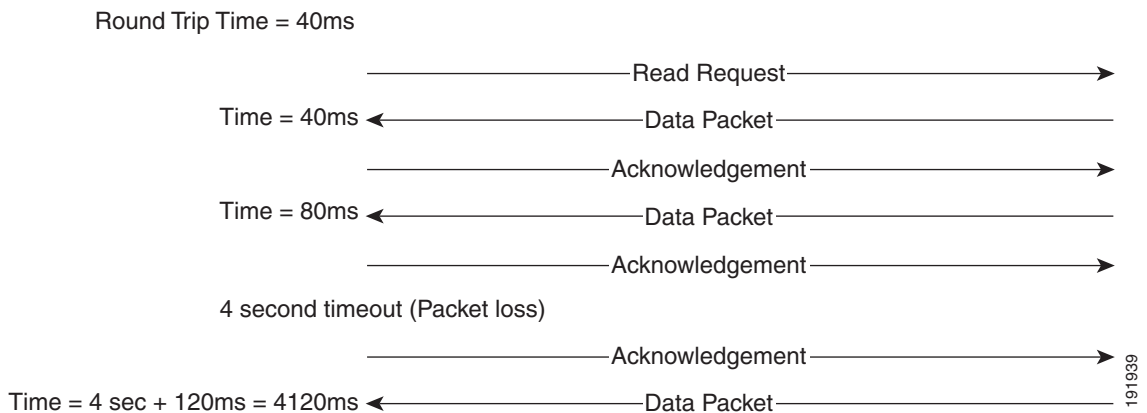 Round Trip Time = 40ms
Read Request
Time = 40ms
Data Packet
Acknowledgement
Time = 80ms
Data Packet
Acknowledgement
4 second timeout (Packet loss)
Acknowledgement
Time = 4 sec + 120ms = 4120ms
Data Packet
191939